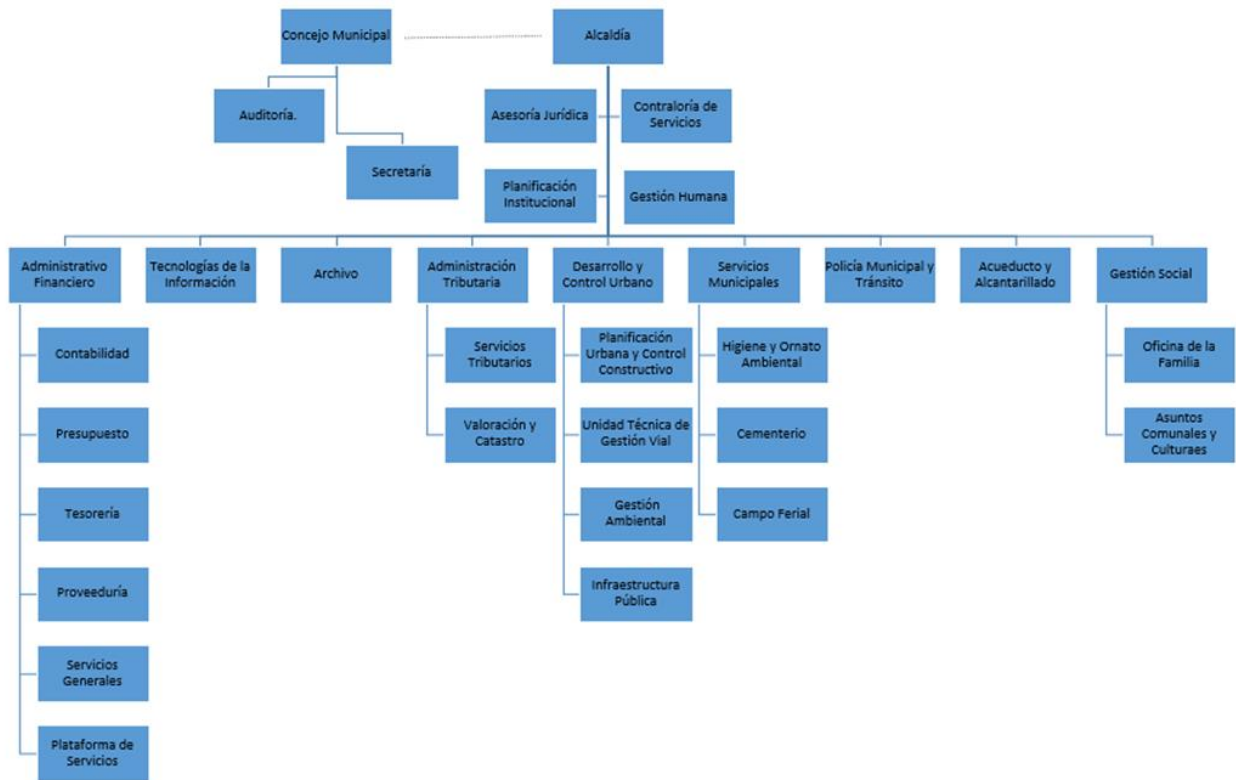 Concejo Municipal
Alcaldía
Auditoría.
Asesoría Jurídica
Contraloría de
Servicios
Secretaría
Planificación
Institucional
Gestión Humana
Administrativo
Financiero
Tecnologías de la
Información
Archivo
Administración
Tributaria
Desarrollo y
Control Urbano
Servicios
Municipales
Policía Municipal y
Tránsito
Acueducto y
Alcantarillado
Gestión Social
Contabilidad
Presupuesto
Tesorería
Proveeduría
Servicios
Generales
Plataforma de
Servicios
Servicios
Tributarios
Valoración y
Catastro
Planificación
Urbana y Control
Constructivo
Unidad Técnica de
Gestión Vial
Gestión
Ambiental
Infraestructura
Pública
Higiene y Ornato
Ambiental
Cementerio
Campo Ferial
Oficina de la
Familia
Asuntos
Comunales y
Culturaes